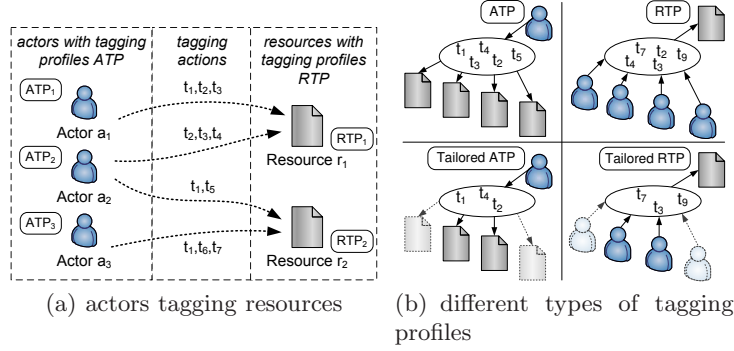 actors with tagging profiles ATP
tagging actions
resources with tagging profiles RTP
ATP1
Actor a1
ATP2
Actor a2
ATP3
Actor a3
t1,t2,t3
t2,t3,t4
t1,t5
t1,t6,t7
RTP1
Resource r1
RTP2
Resource r2
(a) actors tagging resources
ATP
t1 t4 t3 t2 t5
RTP
t7 t2 t9 t4 t3
Tailored ATP
t1 t4 t2
Tailored RTP
t7 t9 t3
(b) different types of tagging
profiles